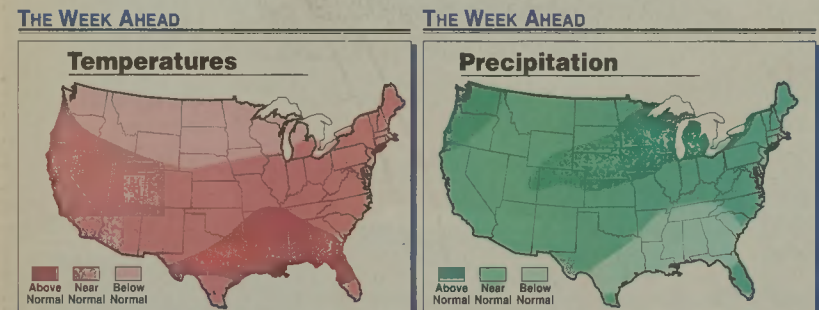 THE WEEK AHEAD
Temperatures
Above Near Below
Normal Normal Normal
THE WEEK AHEAD
Precipitation
Above Near Below
Normal Normal Normal